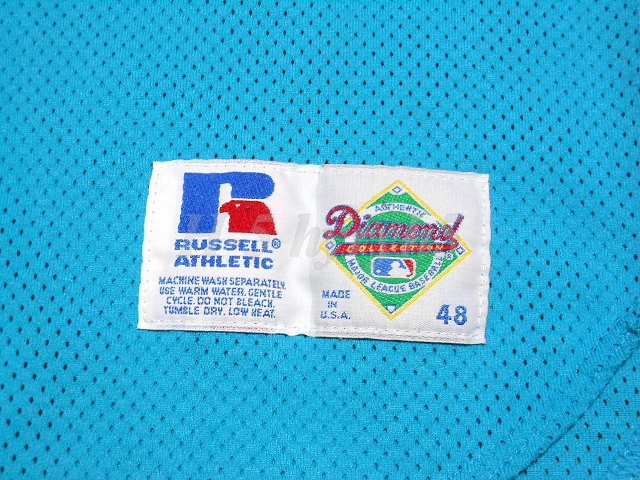 R
RUSSELL®
ATHLETIC
MACHINE WASH SEPARATELY.
USE WARM WATER. GENTLE
CYCLE. DO NOT BLEACH.
TUMBLE DRY. LOW HEAT.
AUTHENTIC
Diamond
COLLECTION
MAJOR LEAGUE BASEBALL
MADE
IN
U.S.A.
48